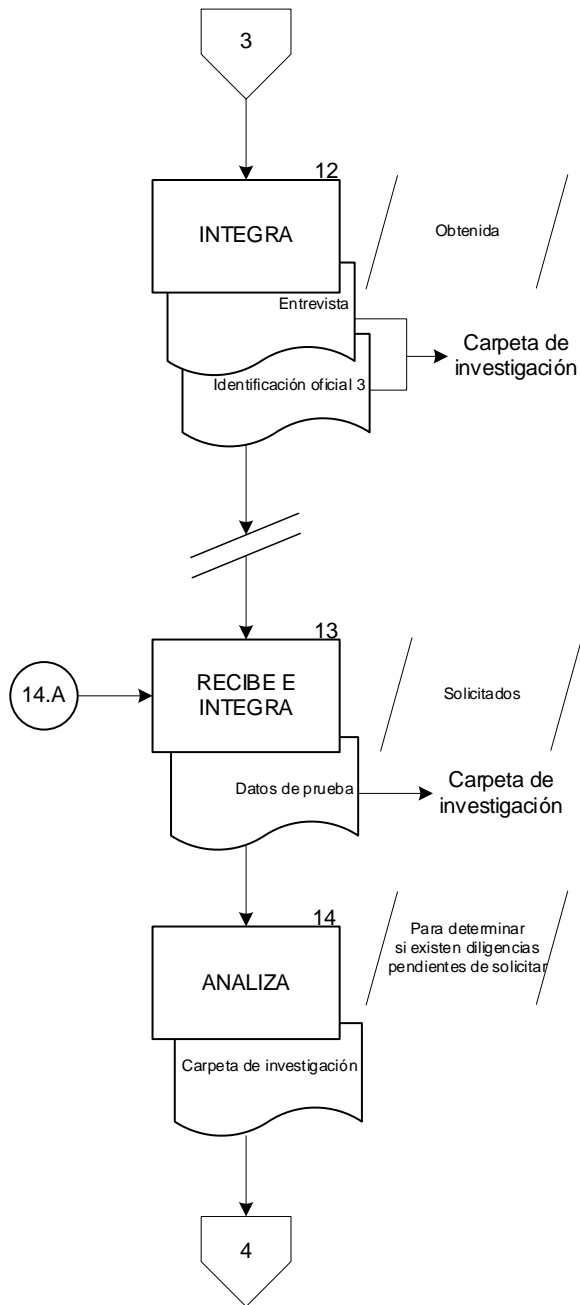 3
12
INTEGRA
Obtenida
Entrevista
Identificación oficial 3
Carpeta de
investigación
13
14.A
RECIBE E
INTEGRA
Solicitados
Datos de prueba
Carpeta de
investigación
14
ANALIZA
Para determinar
si existen diligencias
pendientes de solicitar
Carpeta de investigación
4